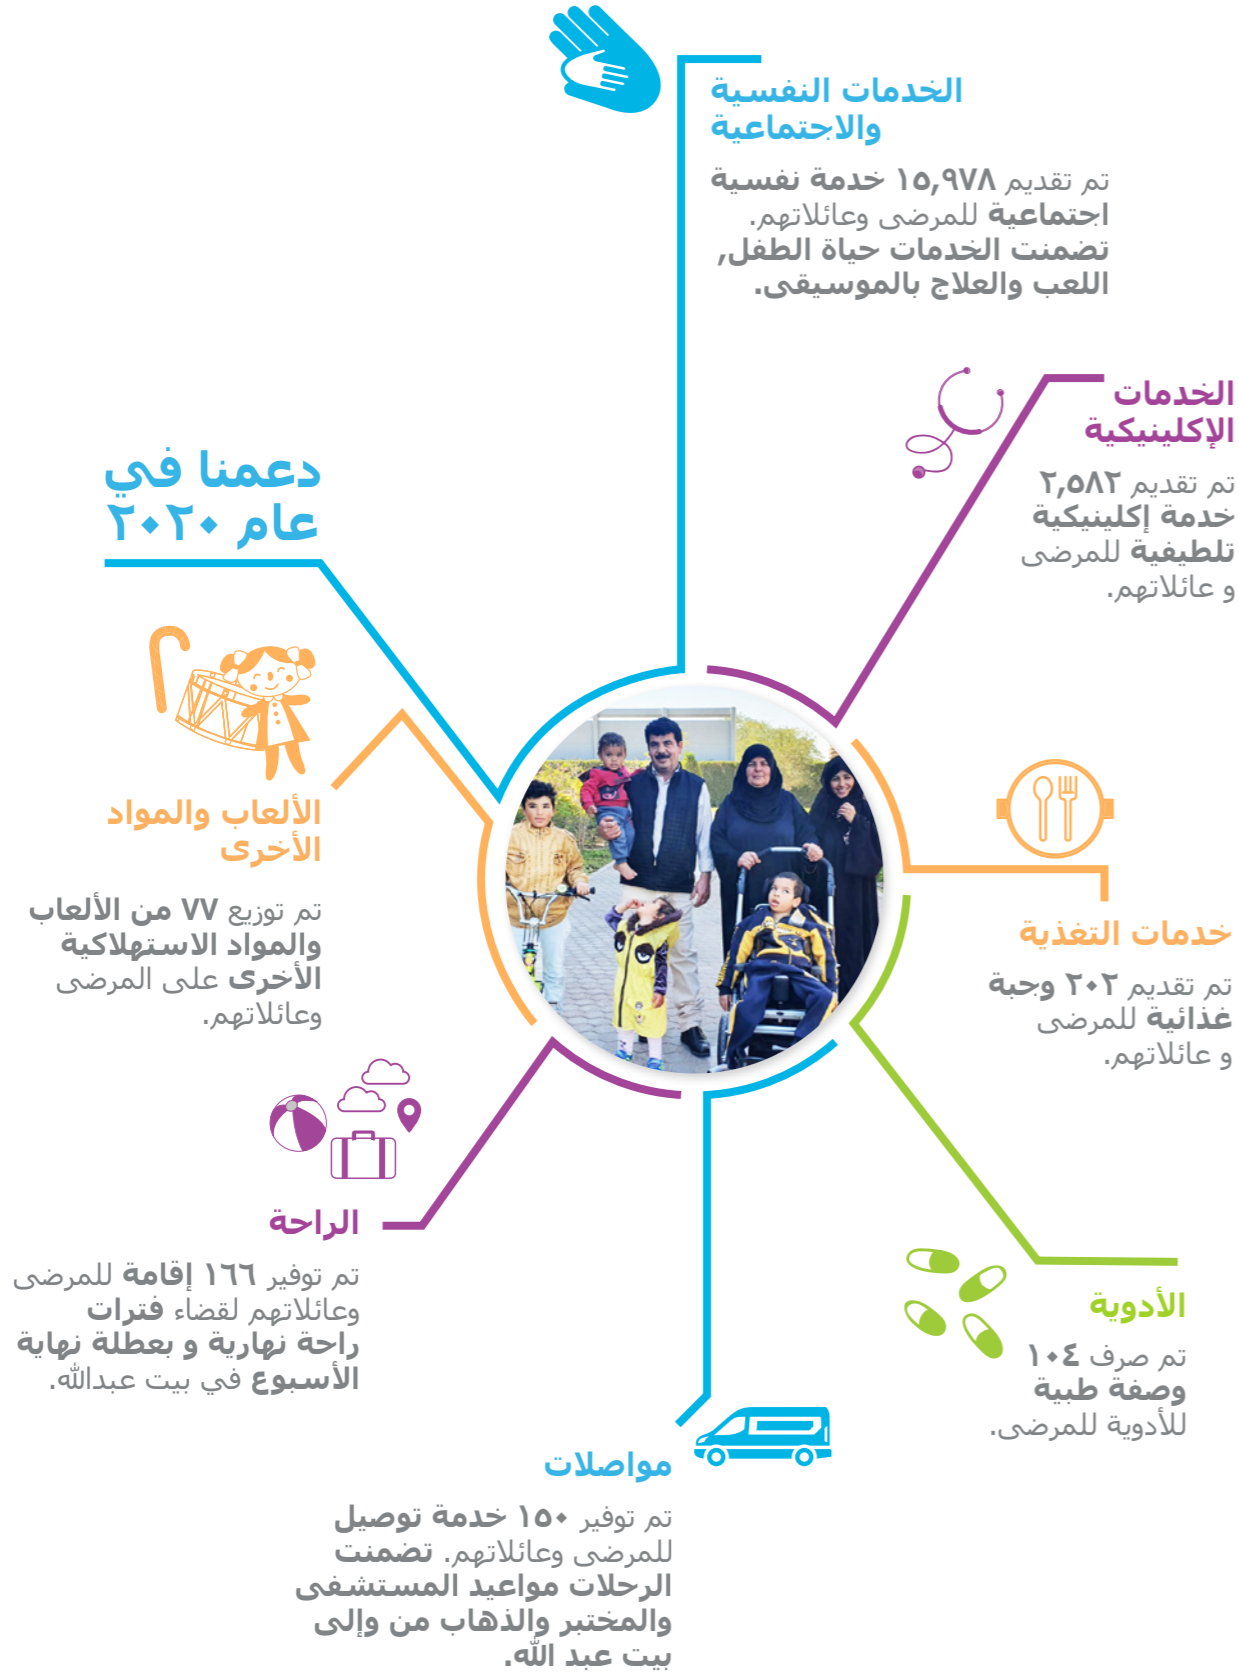 دعمنا في
عام ٢٠٢٠
الخدمات النفسية
والاجتماعية
تم تقديم ١٥,٩٧٨ خدمة نفسية
اجتماعية للمرضى وعائلاتهم.
تضمنت الخدمات حياة الطفل,
اللعب والعلاج بالموسيقى.
الخدمات
الإكلينيكية
تم تقديم ٢,٥٨٢
خدمة إكلينيكية
تلطيفية للمرضى
و عائلاتهم.
خدمات التغذية
تم تقديم ٢٠٢ وجبة
غذائية للمرضى
و عائلاتهم.
الأدوية
تم صرف ١٠٤
وصفة طبية
للأدوية للمرضى.
مواصلات
تم توفير ١٥٠ خدمة توصيل
للمرضى وعائلاتهم. تضمنت
الرحلات مواعيد المستشفى
والمختبر والذهاب من وإلى
بيت عبد الله.
الراحة
تم توفير ١٦٦ إقامة للمرضى
وعائلاتهم لقضاء فترات
راحة نهارية و بعطلة نهاية
الأسبوع في بيت عبدالله.
الألعاب والمواد
الأخرى
تم توزيع ٧٧ من الألعاب
والمواد الاستهلاكية
الأخرى على المرضى
وعائلاتهم.